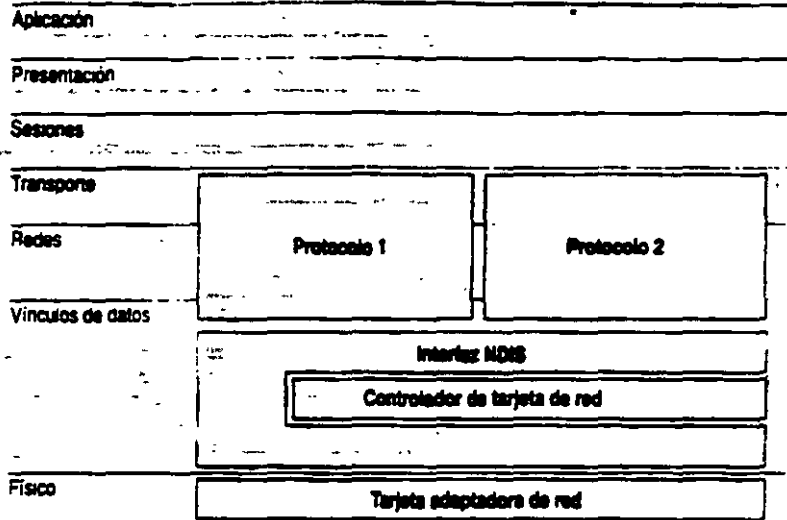 Aplicación
Presentación
Sesiones
Transporte
Redes
Protocolo 1
Protocolo 2
Vínculos de datos
Interfaz NDIS
Controlador de tarjeta de red
Físico
Tarjeta adaptadora de red